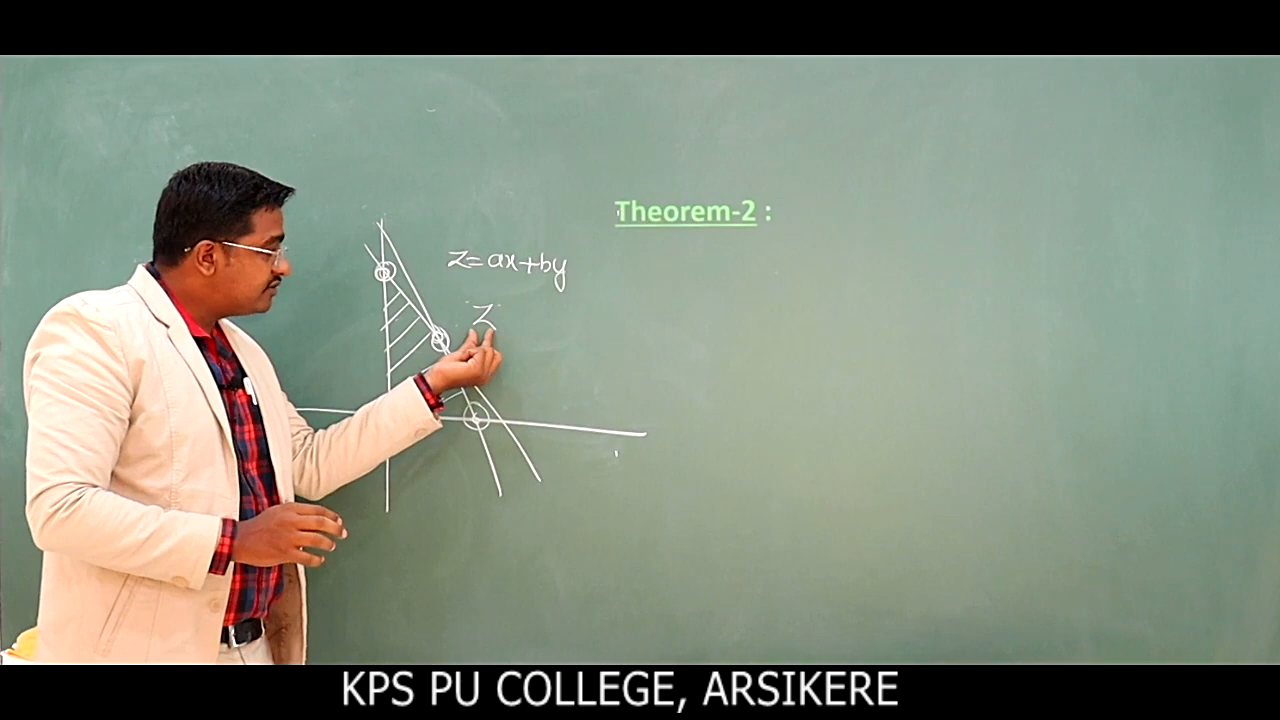 Theorem-2 :
z=ax+by
z
KPS PU COLLEGE, ARSIKERE